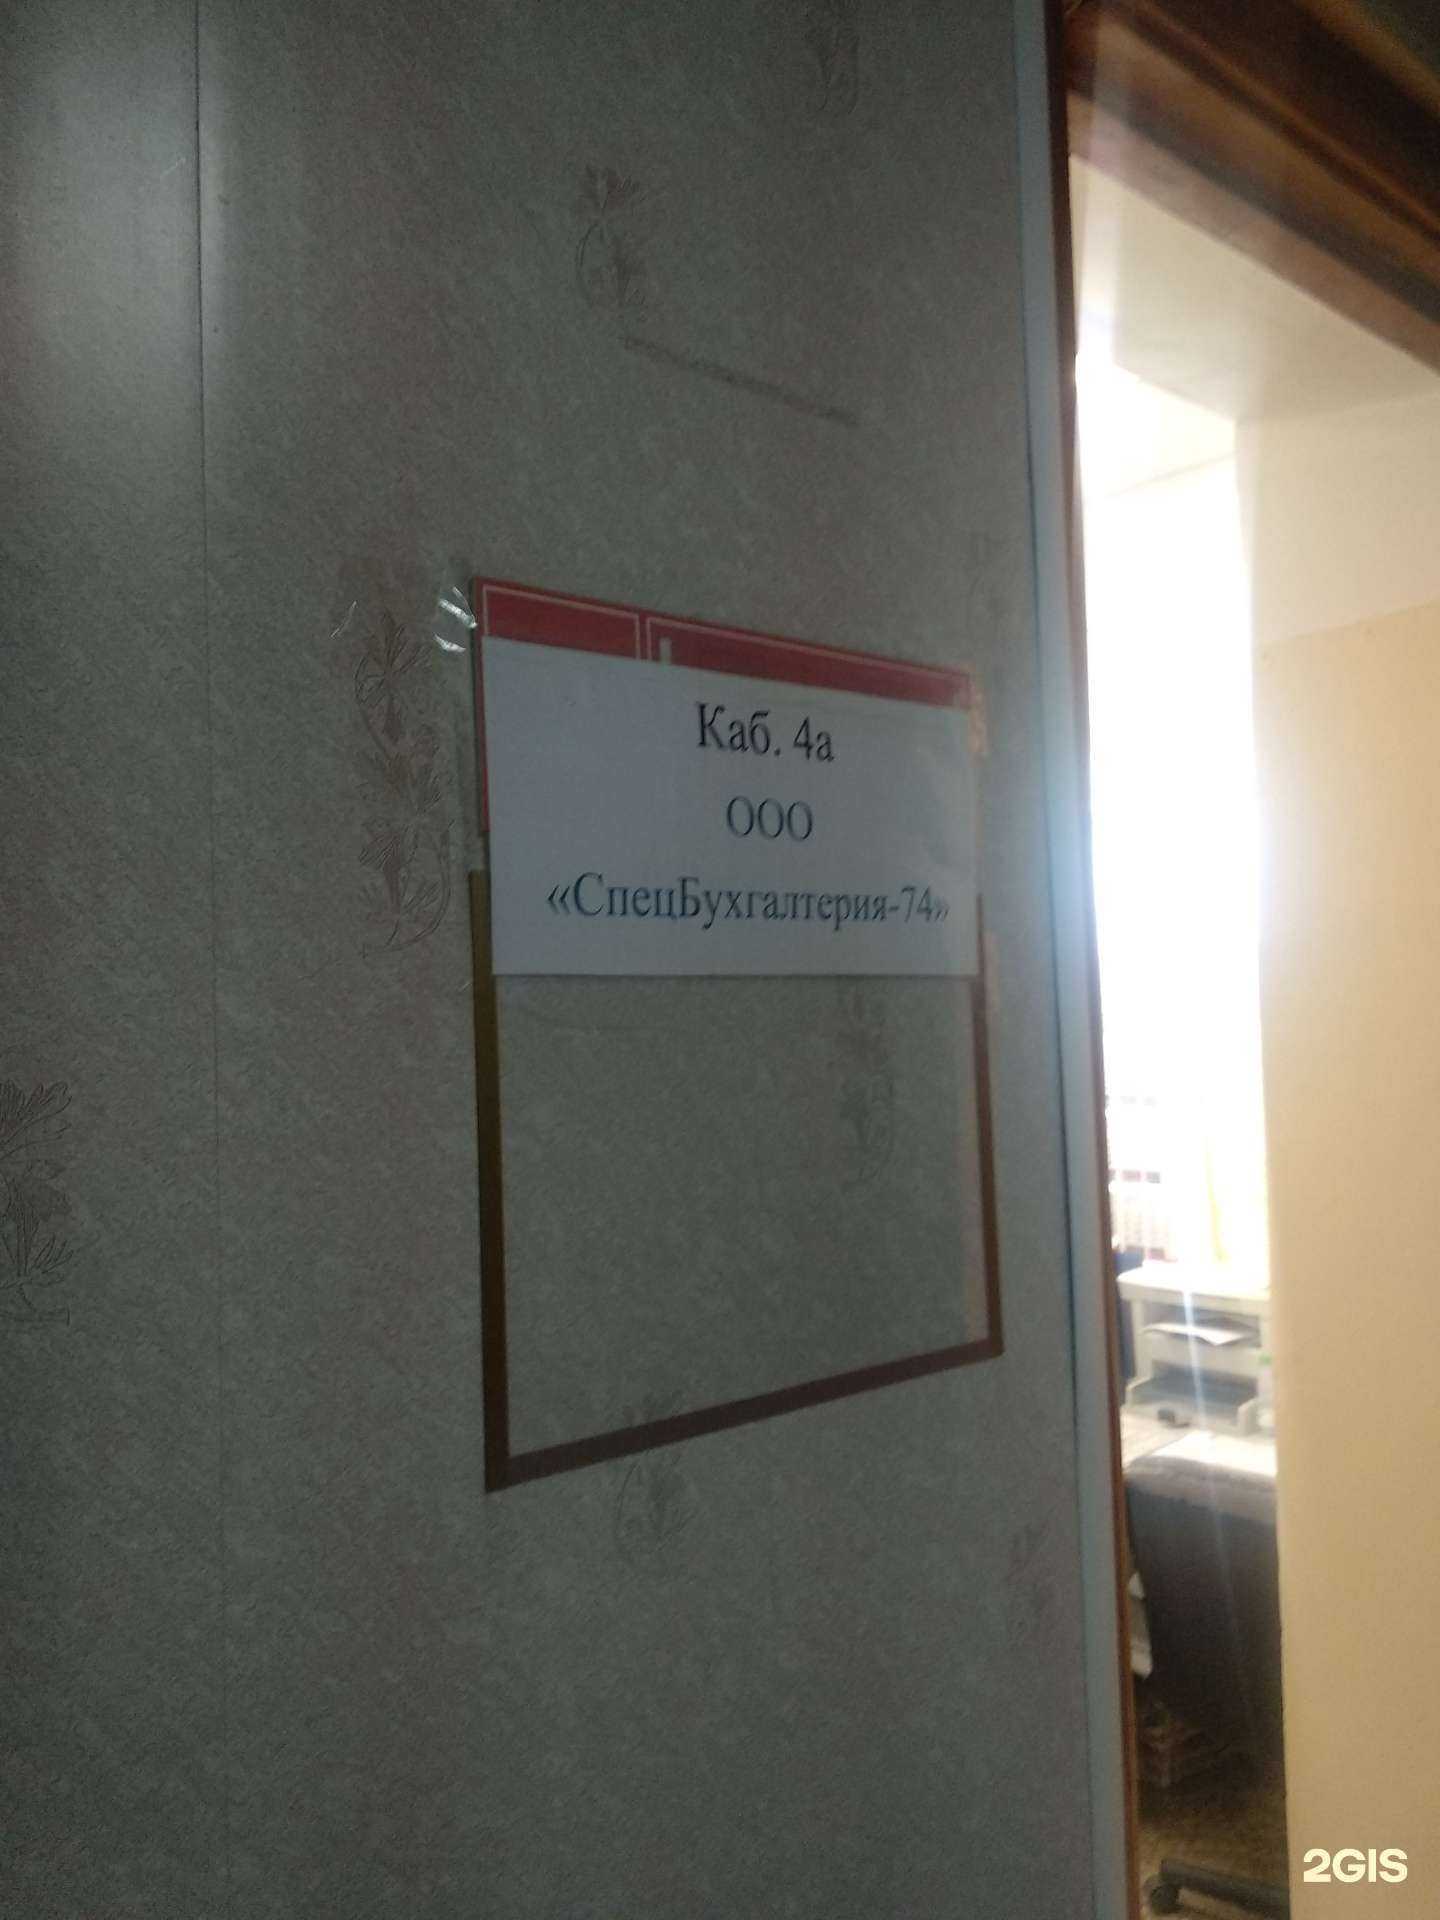 Каб. 4а
ООО
«СпецБухгалтерия-74»
2GIS